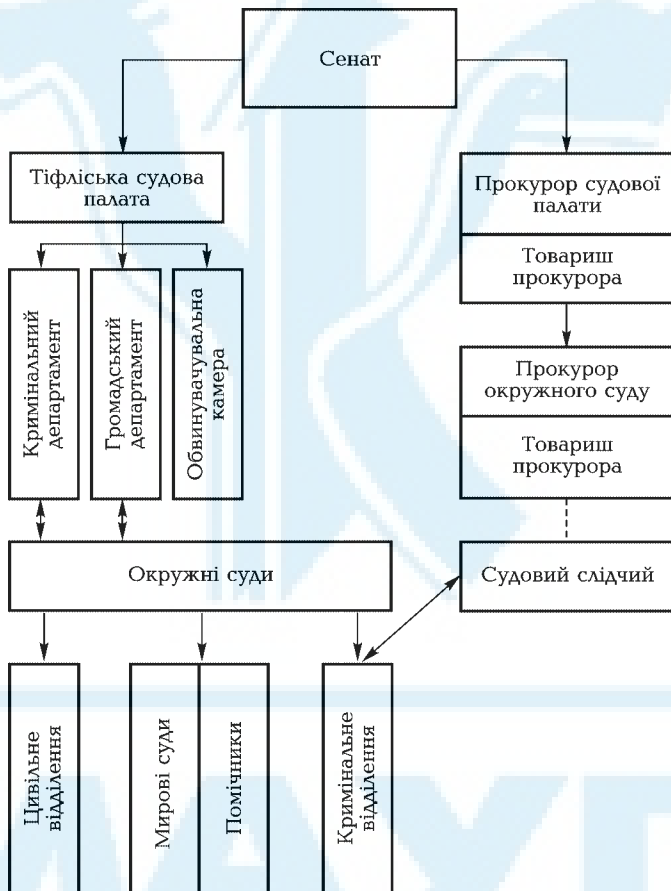 Сенат
Тіфліська судова
палата
Прокурор судової
палати
Товариш
прокурора
Кримінальний
департамент
Громадський
департамент
Обвинувачувальна
камера
Прокурор
окружного суду
Товариш
прокурора
Окружні суди
Судовий слідчий
Цивільне
відділення
Мирові суди
Помічники
Кримінальне
відділення